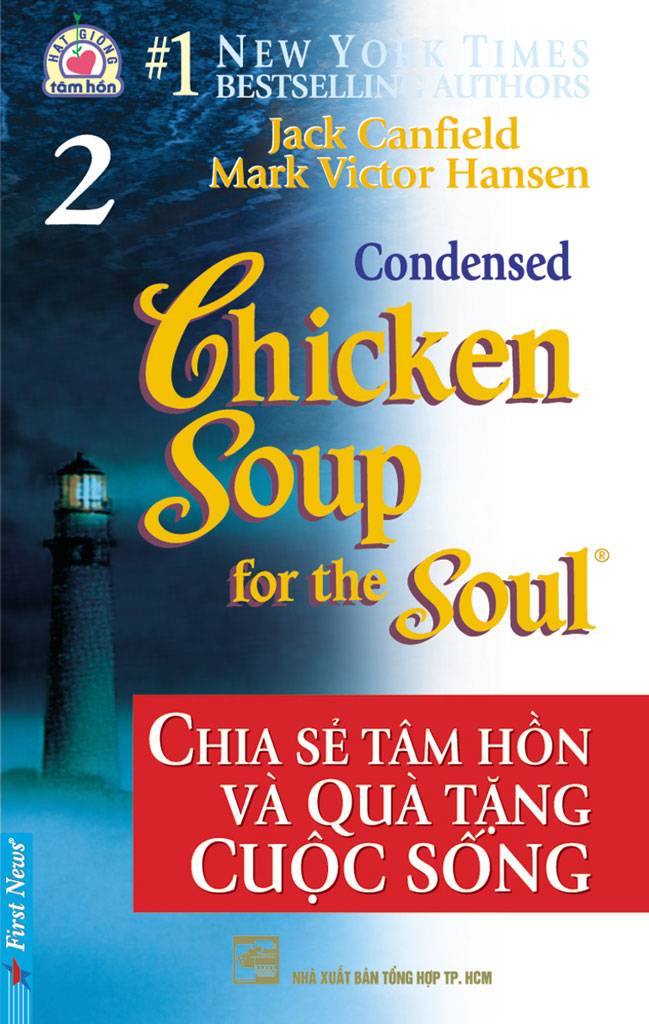 HẠT GIỐNG
tâm hồn
#1 NEW YORK TIMES
BESTSELLING AUTHORS
Jack Canfield
Mark Victor Hansen
2
Condensed
Chicken
Soup
for the Soul®
CHIA SẺ TÂM HỒN
VÀ QUÀ TẶNG
CUỘC SỐNG
First News®
NHÀ XUẤT BẢN TỔNG HỢP TP. HCM